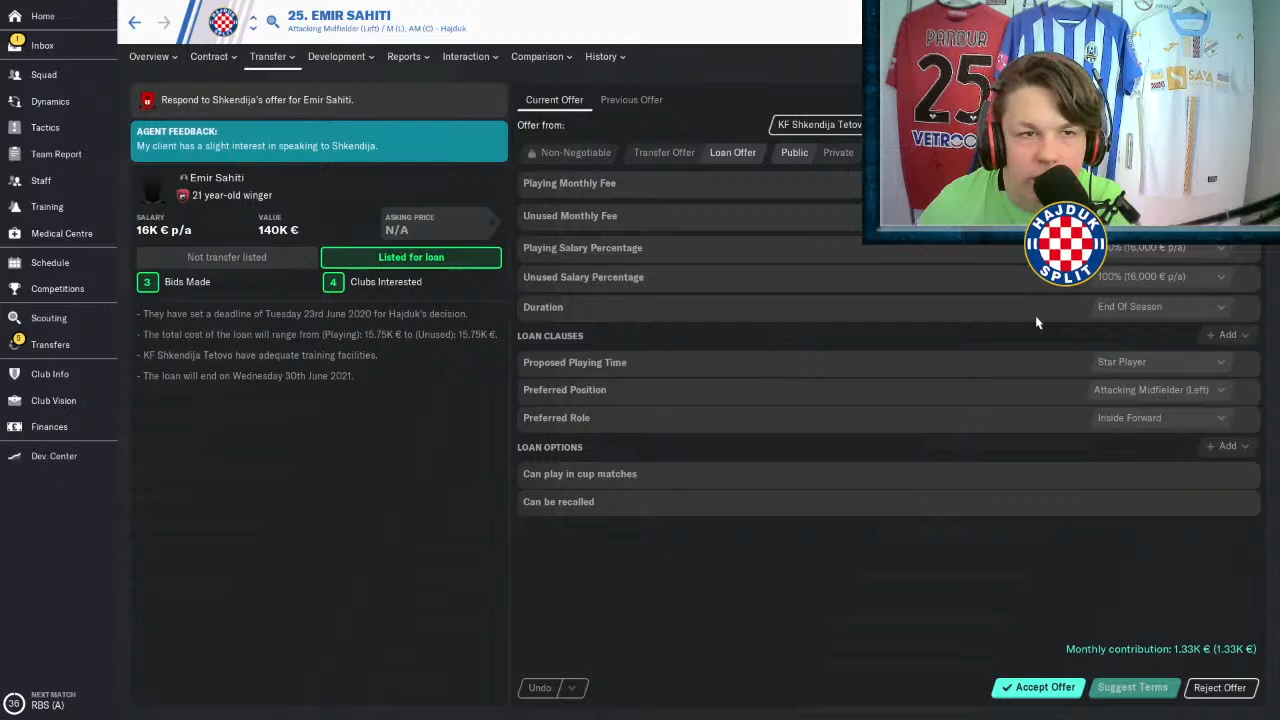 Home
25. EMIR SAHITI
Attacking Midfielder (Left) / M (L), AM (C) - Hajduk
1
Inbox
Squad
Dynamics
Tactics
Team Report
Staff
Training
Medical Centre
Schedule
Competitions
Scouting
6
Transfers
Club Info
Club Vision
Finances
Dev. Center
36
NEXT MATCH
RBS (A)
Overview
Contract
Transfer
Development
Reports
Interaction
Comparison
History
Respond to Shkendija's offer for Emir Sahiti.
AGENT FEEDBACK:
My client has a slight interest in speaking to Shkendija.
Emir Sahiti
21 year-old winger
SALARY
16K € p/a
VALUE
140K €
ASKING PRICE
N/A
Not transfer listed
Listed for loan
3 Bids Made
4 Clubs Interested
- They have set a deadline of Tuesday 23rd June 2020 for Hajduk's decision.
- The total cost of the loan will range from (Playing): 15.75K € to (Unused): 15.75K €.
- KF Shkendija Tetovo have adequate training facilities.
- The loan will end on Wednesday 30th June 2021.
Current Offer
Previous Offer
Offer from:
KF Shkendija Tetovo
Non-Negotiable
Transfer Offer
Loan Offer
Public
Private
Playing Monthly Fee
Unused Monthly Fee
Playing Salary Percentage
(16,000 € p/a)
Unused Salary Percentage
100% (16,000 € p/a)
Duration
End Of Season
LOAN CLAUSES
+ Add
Proposed Playing Time
Star Player
Preferred Position
Attacking Midfielder (Left)
Preferred Role
Inside Forward
LOAN OPTIONS
+ Add
Can play in cup matches
Can be recalled
Monthly contribution: 1.33K € (1.33K €)
Undo
Accept Offer
Suggest Terms
Reject Offer
PANDUR
25
HAJDUK
SPLIT